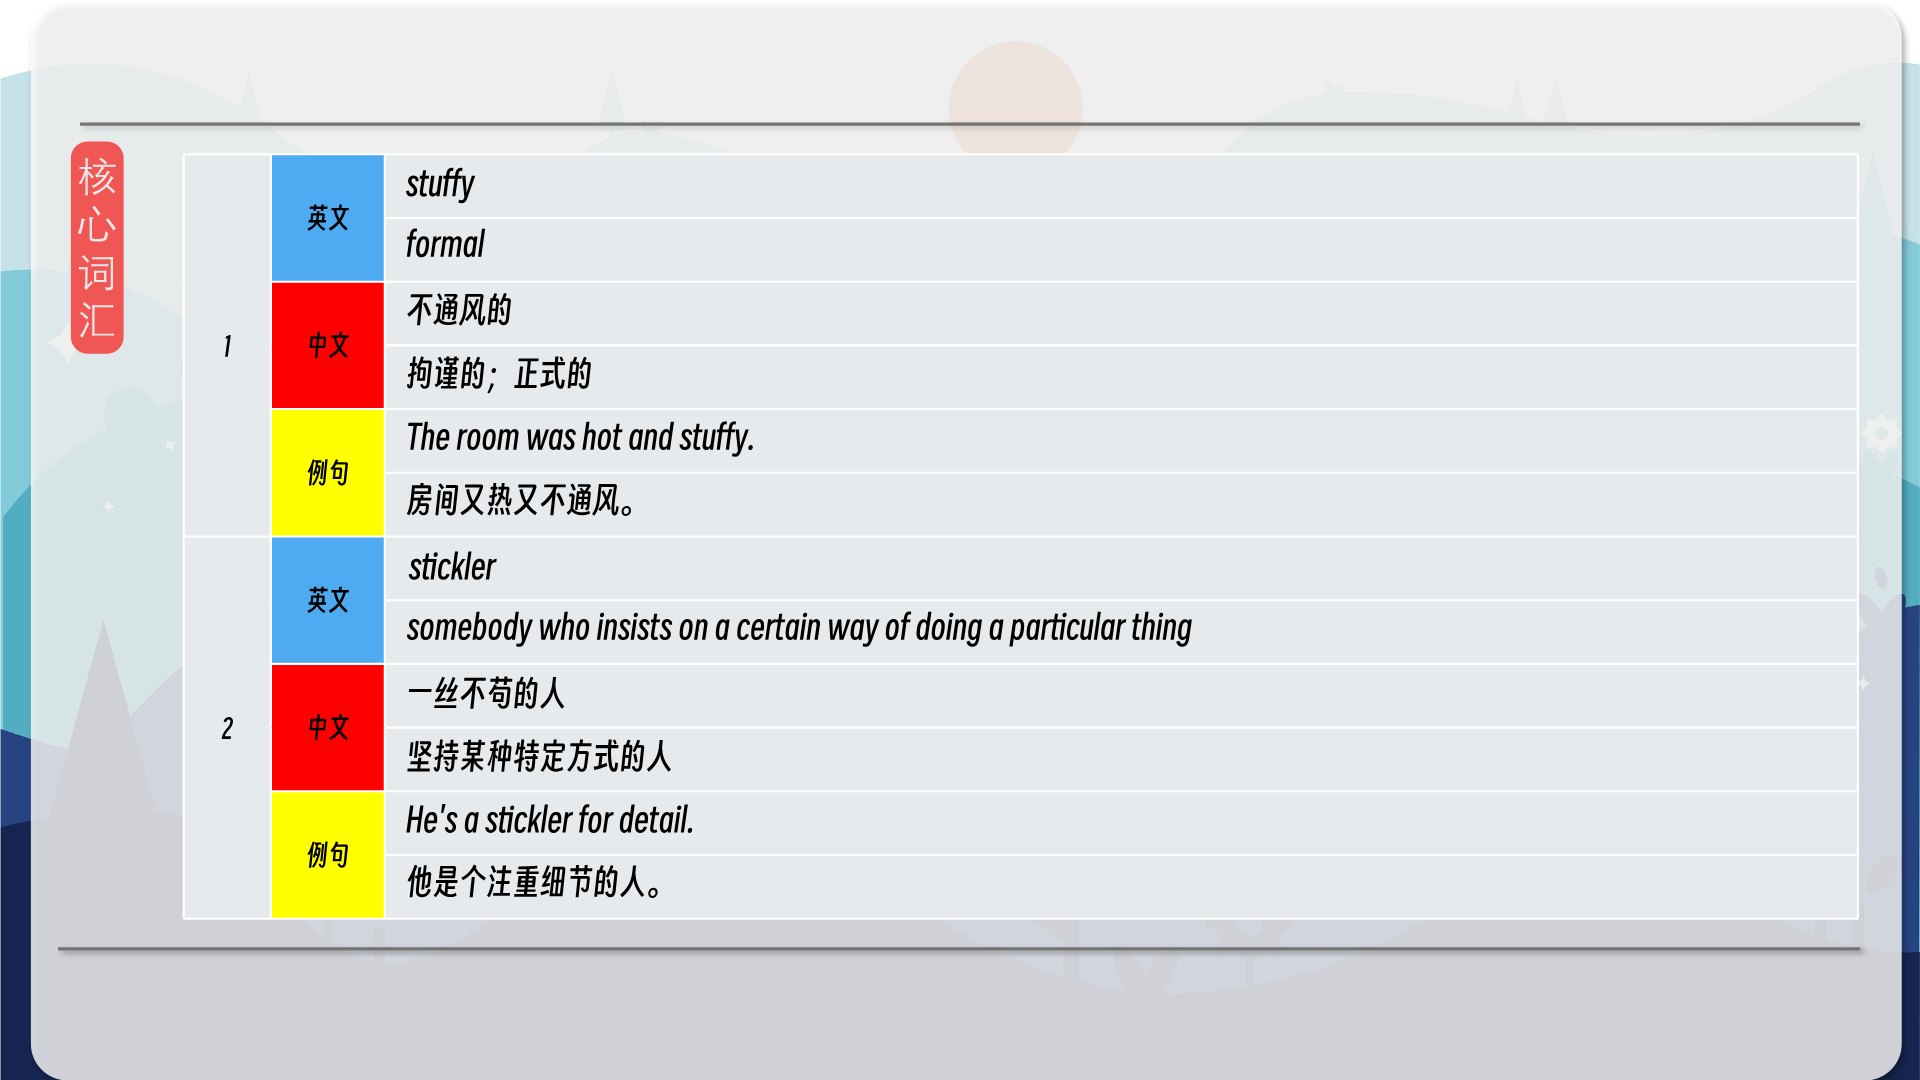 核
心
词
汇
1
英文
stuffy
formal
中文
不通风的
拘谨的；正式的
例句
The room was hot and stuffy.
房间又热又不通风。
2
英文
stickler
somebody who insists on a certain way of doing a particular thing
中文
一丝不苟的人
坚持某种特定方式的人
例句
He's a stickler for detail.
他是个注重细节的人。